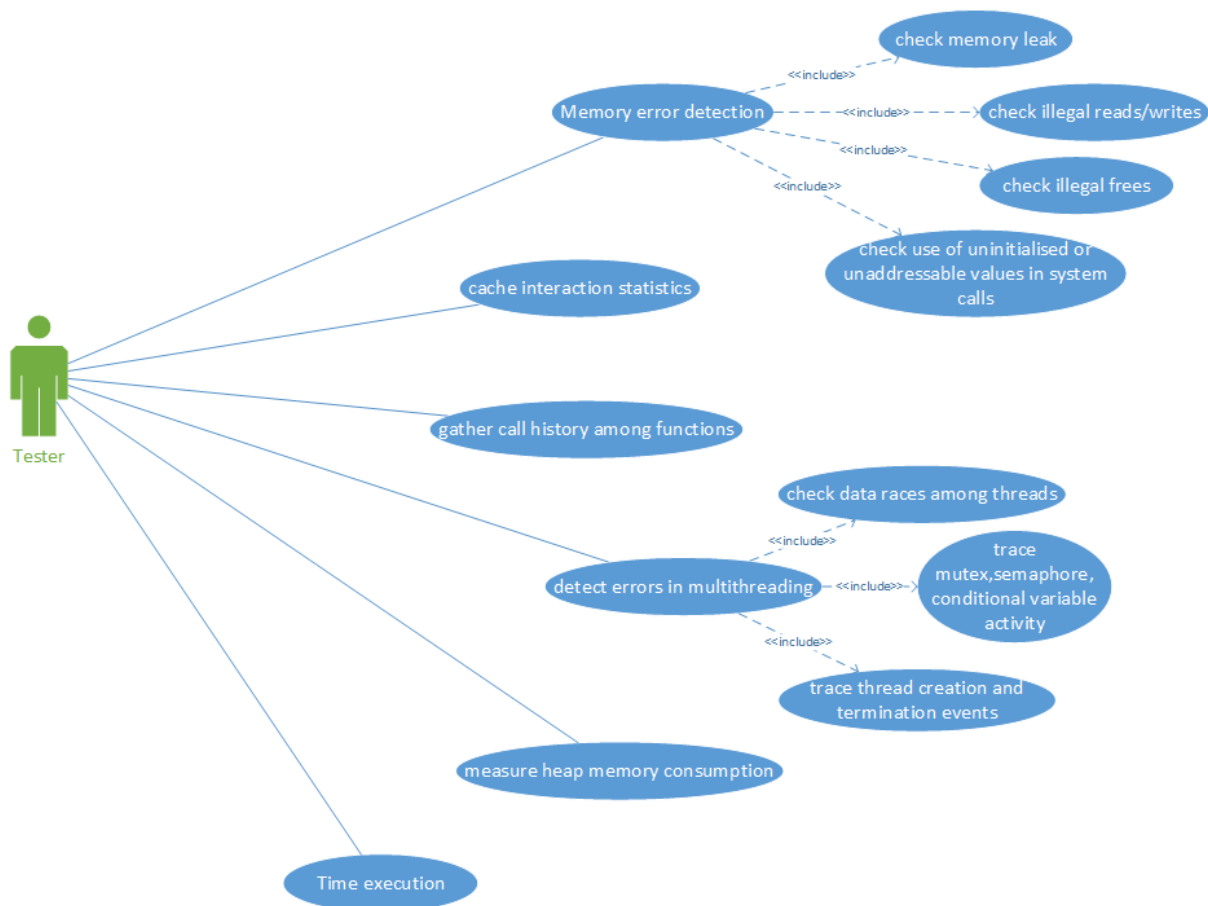 check memory leak
<<include>>
Memory error detection
<<include>>
check illegal reads/writes
<<include>>
check illegal frees
<<include>>
check use of uninitialised or
unaddressable values in system
calls
cache interaction statistics
Tester
gather call history among functions
check data races among threads
<<include>>
trace
mutex,semaphore,
conditional variable
activity
detect errors in multithreading
<<include>>
<<include>>
trace thread creation and
termination events
measure heap memory consumption
Time execution